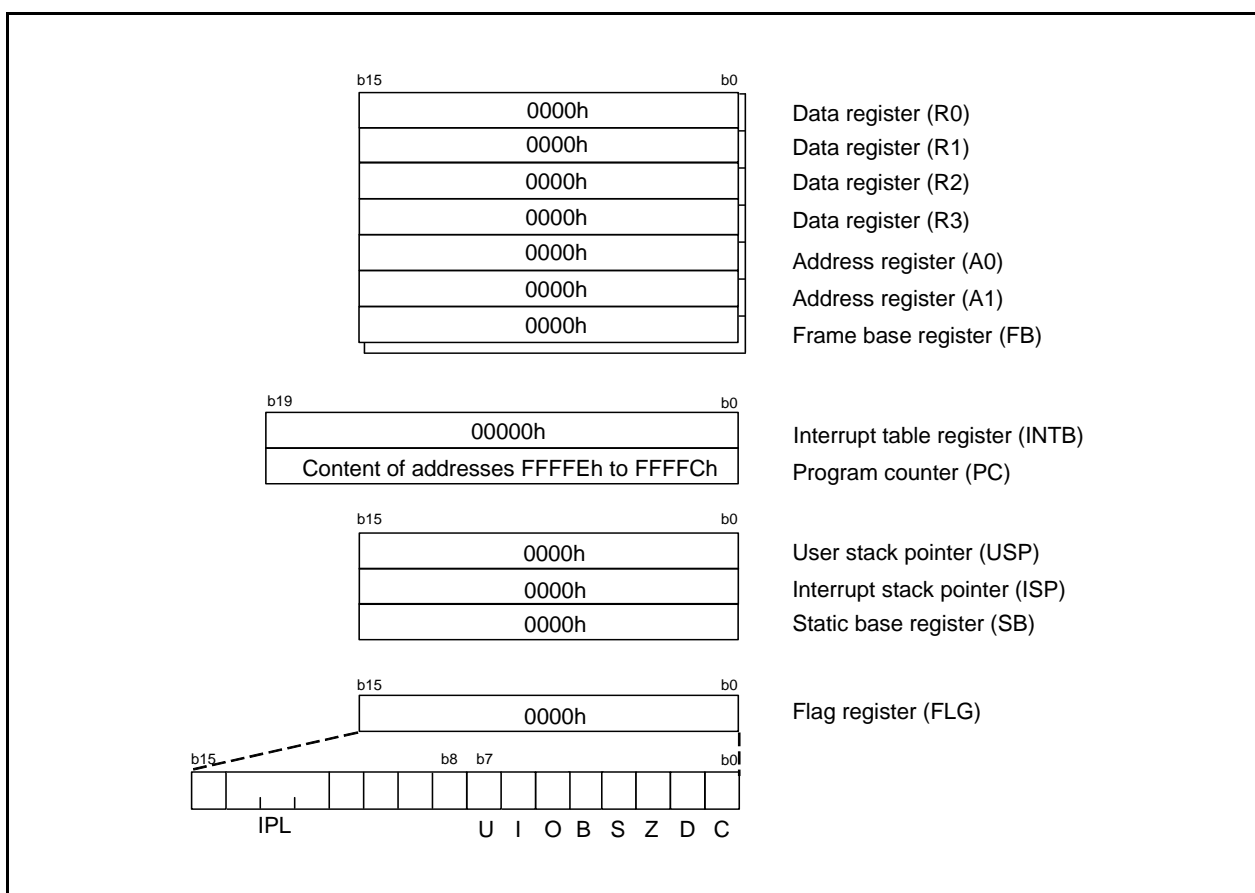 b15 b0
0000h Data register (R0)
0000h Data register (R1)
0000h Data register (R2)
0000h Data register (R3)
0000h Address register (A0)
0000h Address register (A1)
0000h Frame base register (FB)
b19 b0
00000h Interrupt table register (INTB)
Content of addresses FFFFEh to FFFFCh Program counter (PC)
b15 b0
0000h User stack pointer (USP)
0000h Interrupt stack pointer (ISP)
0000h Static base register (SB)
b15 b0
0000h Flag register (FLG)
b15 b8 b7 b0
IPL U I O B S Z D C